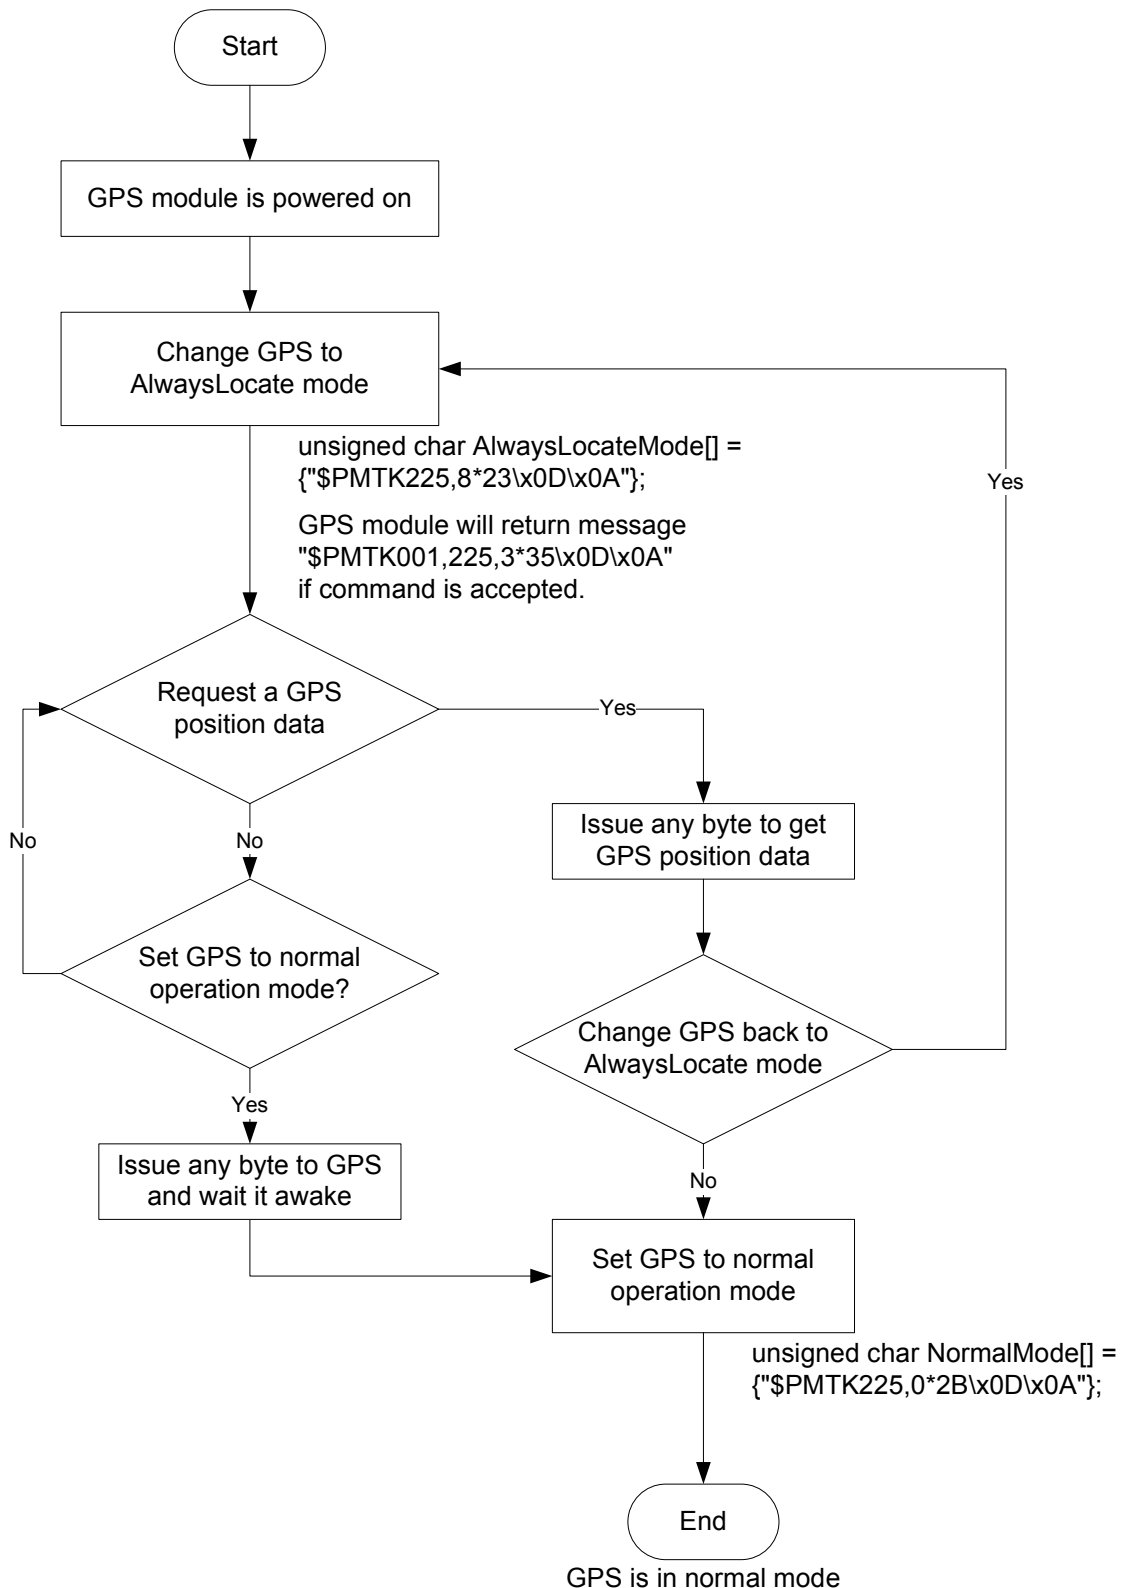 Start
GPS module is powered on
Change GPS to
AlwaysLocate mode
unsigned char AlwaysLocateMode[] =
{"$PMTK225,8*23\x0D\x0A"};
Yes
GPS module will return message
"$PMTK001,225,3*35\x0D\x0A"
if command is accepted.
Request a GPS
position data
Yes
No
No
Issue any byte to get
GPS position data
Set GPS to normal
operation mode?
Change GPS back to
AlwaysLocate mode
Yes
Issue any byte to GPS
and wait it awake
No
Set GPS to normal
operation mode
unsigned char NormalMode[] =
{"$PMTK225,0*2B\x0D\x0A"};
End
GPS is in normal mode